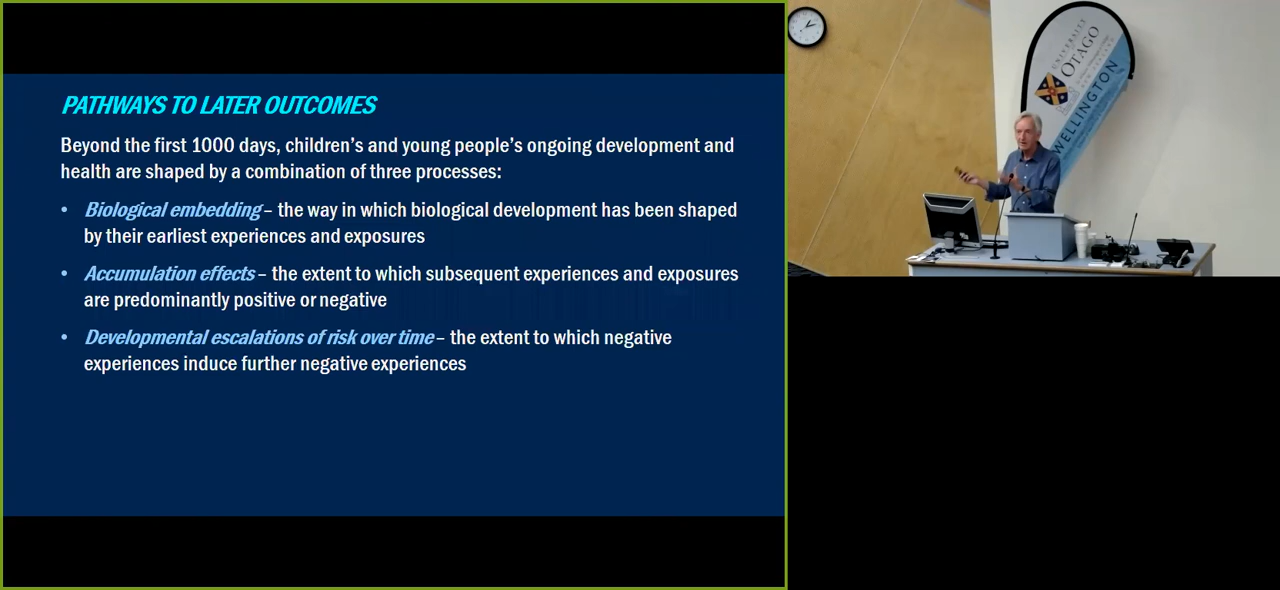 PATHWAYS TO LATER OUTCOMES
Beyond the first 1000 days, children's and young people's ongoing development and
health are shaped by a combination of three processes:
• Biological embedding – the way in which biological development has been shaped
by their earliest experiences and exposures
• Accumulation effects – the extent to which subsequent experiences and exposures
are predominantly positive or negative
• Developmental escalations of risk over time – the extent to which negative
experiences induce further negative experiences
UNIVERSITY
OTAGO
WELLINGTON